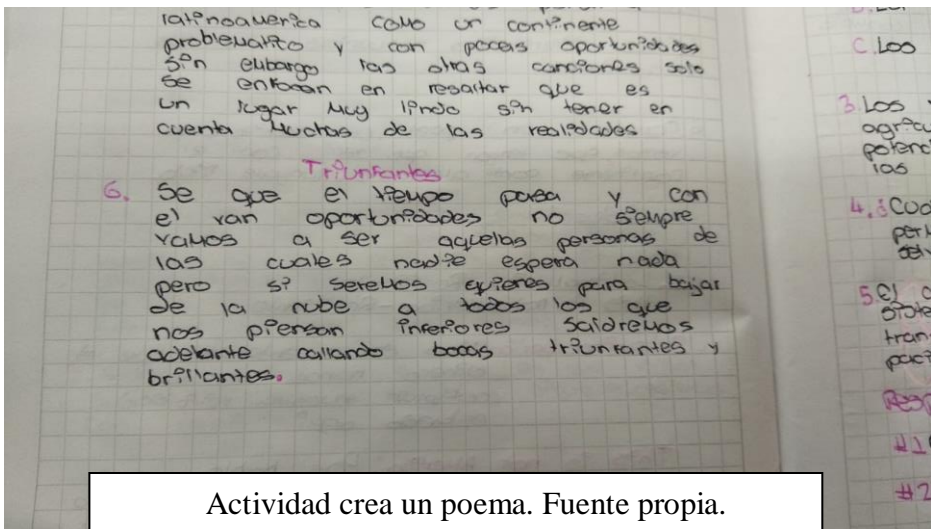 latinoamerica como un continente
problematico y con pocas oportunidades
sin embargo las otras canciones solo
se enfocan en resaltar que es
un lugar muy lindo sin tener en
cuenta muchas de las realidades
Triunfantes
6. Se que el tiempo pasa y con
el van oportunidades no siempre
vamos a ser aquellas personas de
las cuales nadie espera nada
pero si seremos quienes para bajar
de la nube a todos los que
nos piensan inferiores saldremos
adelante callando bocas triunfantes y
brillantes.
C. Los
3. Los
las
4. ¿
5. El
#1
#2
Actividad crea un poema. Fuente propia.